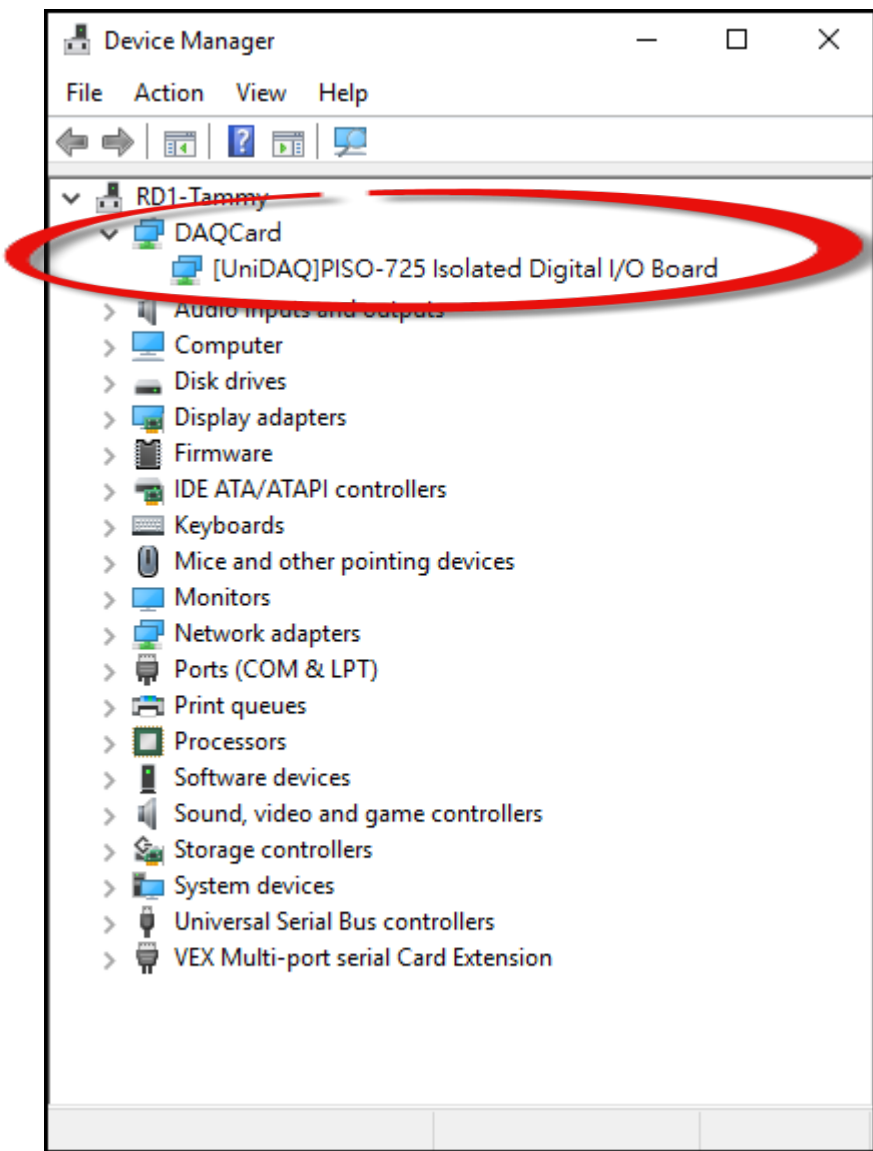 Device Manager
File Action View Help
RD1-Tammy
DAQCard
[UniDAQ]PISO-725 Isolated Digital I/O Board
Audio inputs and outputs
Computer
Disk drives
Display adapters
Firmware
IDE ATA/ATAPI controllers
Keyboards
Mice and other pointing devices
Monitors
Network adapters
Ports (COM & LPT)
Print queues
Processors
Software devices
Sound, video and game controllers
Storage controllers
System devices
Universal Serial Bus controllers
VEX Multi-port serial Card Extension